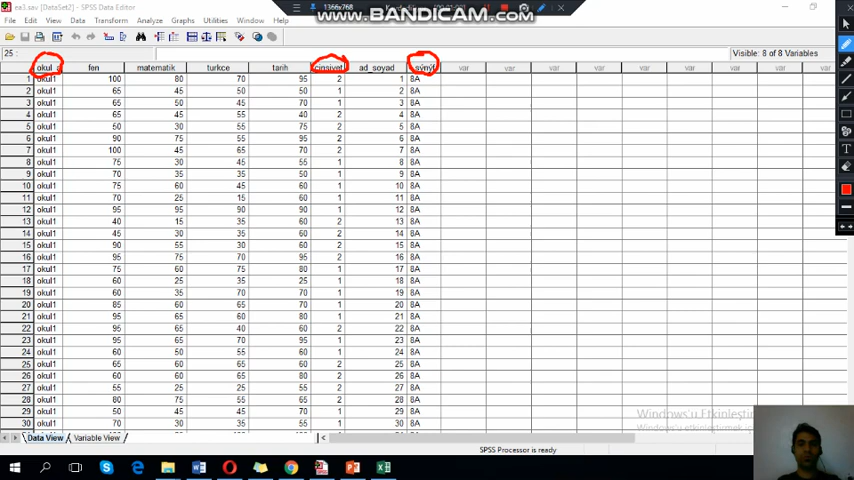 ea3.sav [DataSet2] - SPSS Data Editor
1366x768
WWW.BANDICAM.COM
File Edit View Data Transform Analyze Graphs
25 :
Visible: 8 of 8 Variables
okul_a fen matematik turkce tarih cinsiyet ad_soyad sýnýf var var var var var var var var
1 okul1 100 80 70 95 2 1 8A
2 okul1 65 45 50 50 1 2 8A
3 okul1 65 50 45 70 1 3 8A
4 okul1 65 45 55 40 2 4 8A
5 okul1 50 30 75 75 2 5 8A
6 okul1 90 75 55 95 2 6 8A
7 okul1 100 45 65 70 2 7 8A
8 okul1 75 30 45 55 1 8 8A
9 okul1 70 35 35 50 1 9 8A
10 okul1 75 60 45 60 1 10 8A
11 okul1 70 25 15 60 1 11 8A
12 okul1 95 95 90 90 1 12 8A
13 okul1 40 15 35 60 2 13 8A
14 okul1 45 30 35 60 2 14 8A
15 okul1 90 55 30 60 2 15 8A
16 okul1 95 75 70 95 2 16 8A
17 okul1 75 60 75 80 1 17 8A
18 okul1 60 25 35 25 1 18 8A
19 okul1 60 35 70 70 1 19 8A
20 okul1 85 60 65 70 1 20 8A
21 okul1 95 65 60 80 1 21 8A
22 okul1 95 65 40 60 2 22 8A
23 okul1 95 65 70 95 1 23 8A
24 okul1 60 50 55 60 1 24 8A
25 okul1 65 60 65 60 2 25 8A
26 okul1 60 80 65 60 2 26 8A
27 okul1 55 25 25 55 2 27 8A
28 okul1 80 75 55 65 2 28 8A
29 okul1 50 45 45 70 1 29 8A
30 okul1 70 30 35 55 1 30 8A
Windows'u Etkinleştir
Data View Variable View
SPSS Processor is ready